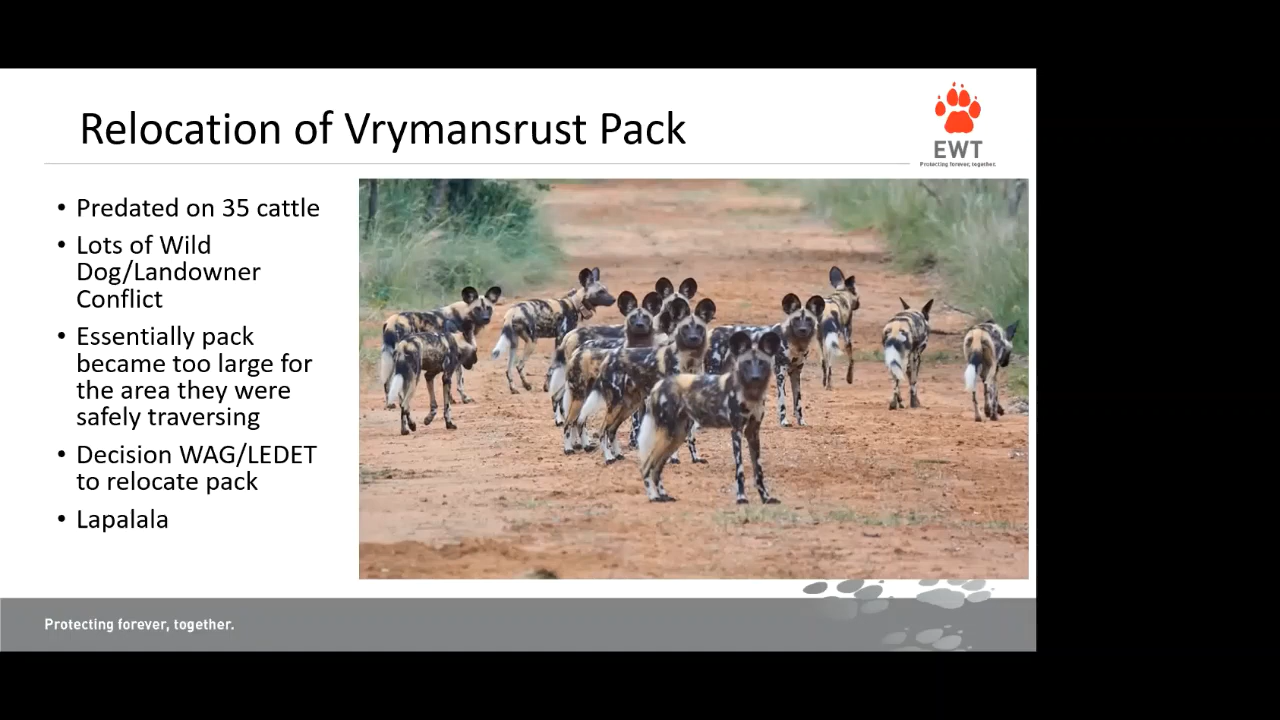 Relocation of Vrymansrust Pack
EWT
Protecting forever, together.
• Predated on 35 cattle
• Lots of Wild
Dog/Landowner
Conflict
• Essentially pack
became too large for
the area they were
safely traversing
• Decision WAG/LEDET
to relocate pack
• Lapalala
Protecting forever, together.